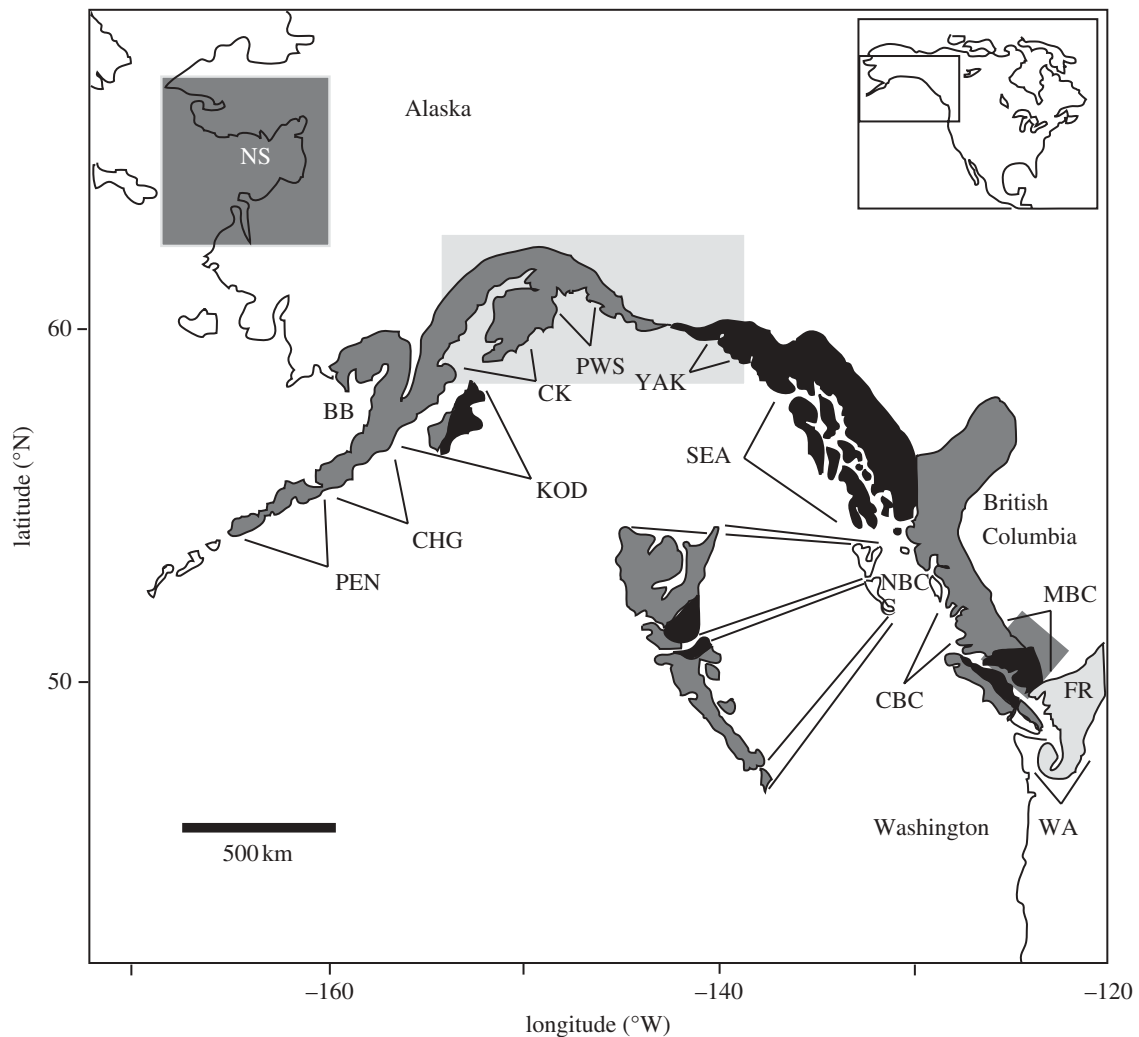 Alaska
NS
60
PWS
YAK
CK
BB
SEA
KOD
British
Columbia
CHG
PEN
NBC
MBC
50
CBC
FR
Washington
WA
500 km
latitude (°N)
–160
–140
–120
longitude (°W)